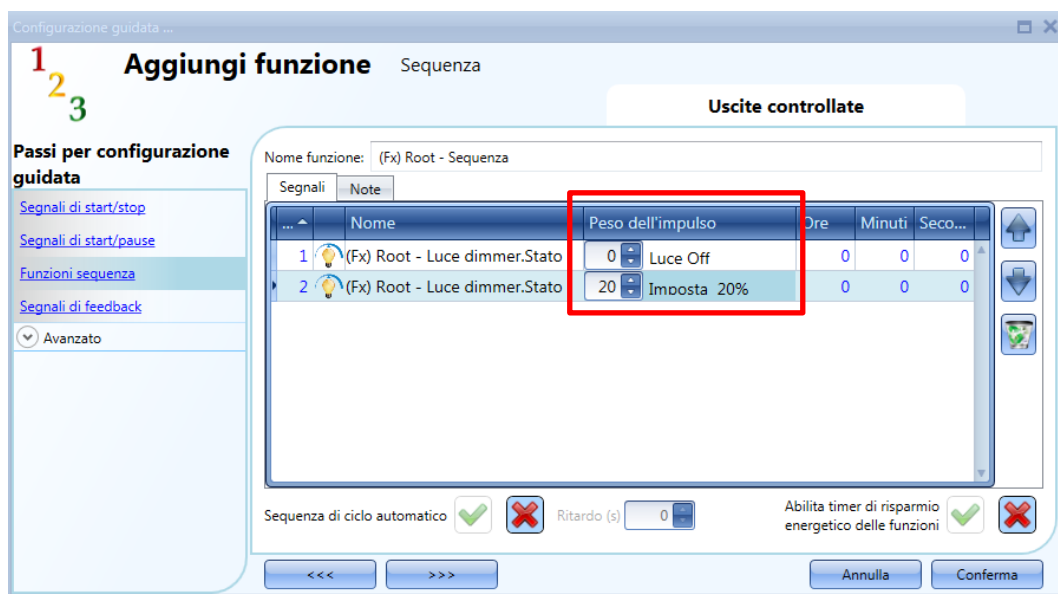 Configurazione guidata ...
1 2 3
Aggiungi funzione Sequenza
Uscite controllate
Passi per configurazione
guidata
Segnali di start/stop
Segnali di start/pause
Funzioni sequenza
Segnali di feedback
Avanzato
Nome funzione: (Fx) Root - Sequenza
Segnali Note
... Nome Peso dell'impulso Ore Minuti Seco...
1 (Fx) Root - Luce dimmer.Stato 0 Luce Off 0 0 0
2 (Fx) Root - Luce dimmer.Stato 20 Imposta 20% 0 0 0
Sequenza di ciclo automatico Ritardo (s) 0
Abilita timer di risparmio
energetico delle funzioni
<<< >>> Annulla Conferma